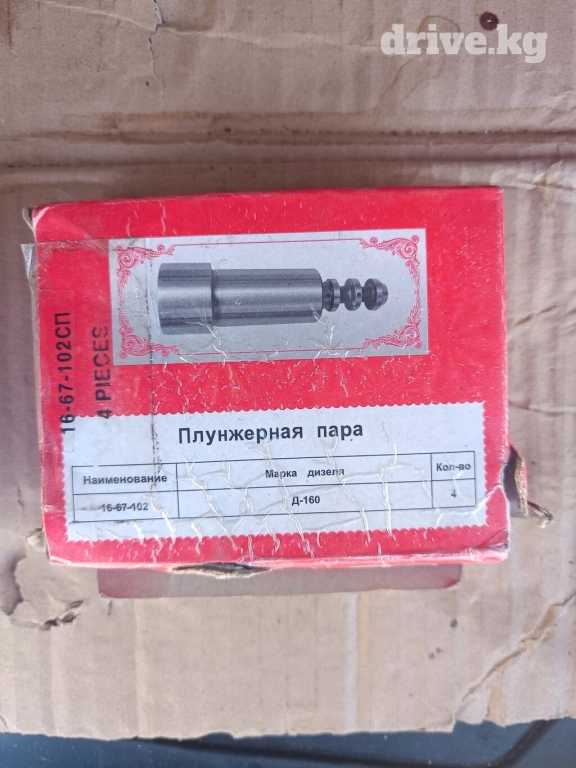 drive.kg
16-67-102СП
4 PIECES
Плунжерная пара
Наименование Марка дизеля Кол-во
16-67-102 Д-160 4